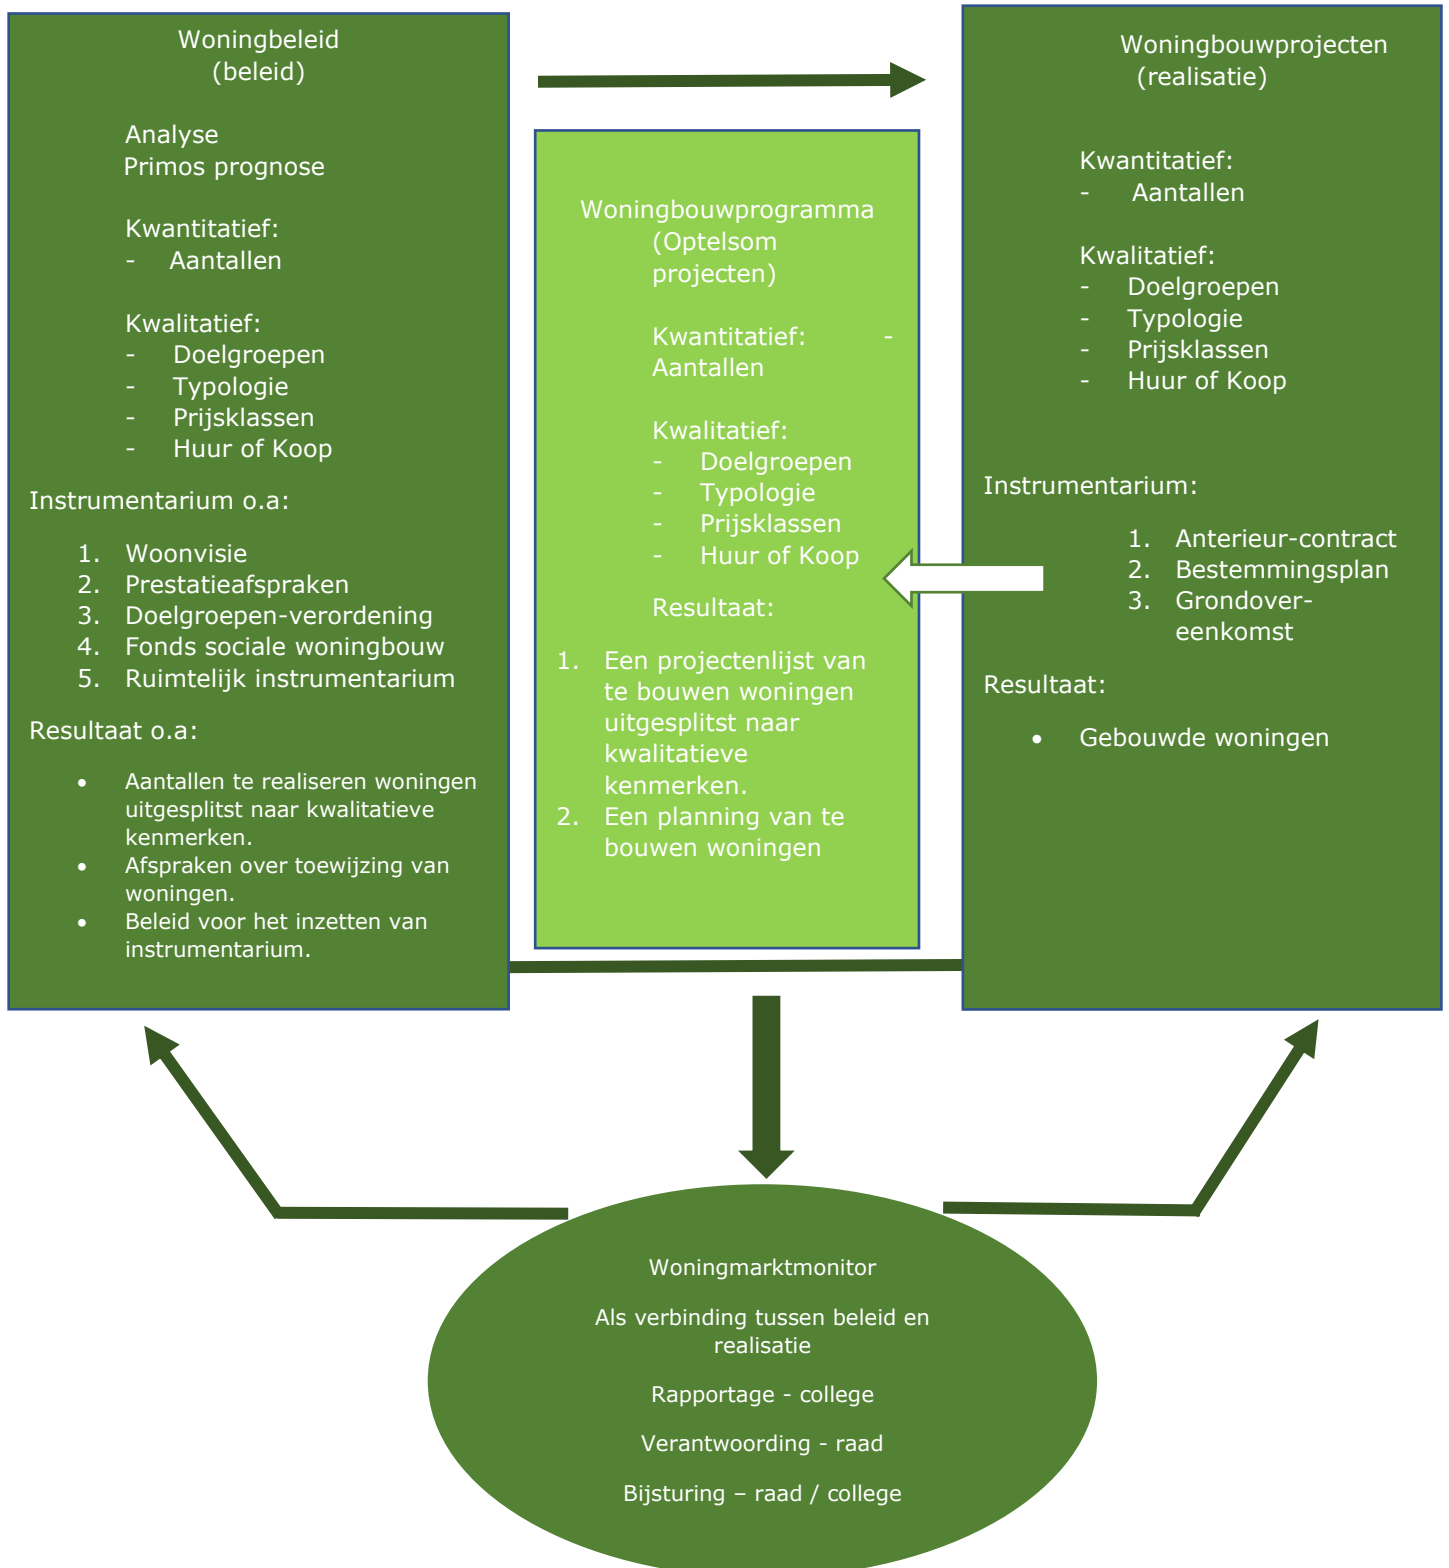 Woningbeleid
(beleid)
Analyse
Primos prognose
Kwantitatief:
- Aantallen
Kwalitatief:
- Doelgroepen
- Typologie
- Prijsklassen
- Huur of Koop
Instrumentarium o.a:
1. Woonvisie
2. Prestatieafspraken
3. Doelgroepen-verordening
4. Fonds sociale woningbouw
5. Ruimtelijk instrumentarium
Resultaat o.a:
• Aantallen te realiseren woningen
uitgesplitst naar kwalitatieve
kenmerken.
• Afspraken over toewijzing van
woningen.
• Beleid voor het inzetten van
instrumentarium.
Woningbouwprogramma
(Optelsom
projecten)
Kwantitatief: -
Aantallen
Kwalitatief:
- Doelgroepen
- Typologie
- Prijsklassen
- Huur of Koop
Resultaat:
1. Een projectenlijst van
te bouwen woningen
uitgesplitst naar
kwalitatieve
kenmerken.
2. Een planning van te
bouwen woningen
Woningbouwprojecten
(realisatie)
Kwantitatief:
- Aantallen
Kwalitatief:
- Doelgroepen
- Typologie
- Prijsklassen
- Huur of Koop
Instrumentarium:
1. Anterieur-contract
2. Bestemmingsplan
3. Grondover-
eenkomst
Resultaat:
• Gebouwde woningen
Woningmarktmonitor
Als verbinding tussen beleid en
realisatie
Rapportage - college
Verantwoording - raad
Bijsturing – raad / college